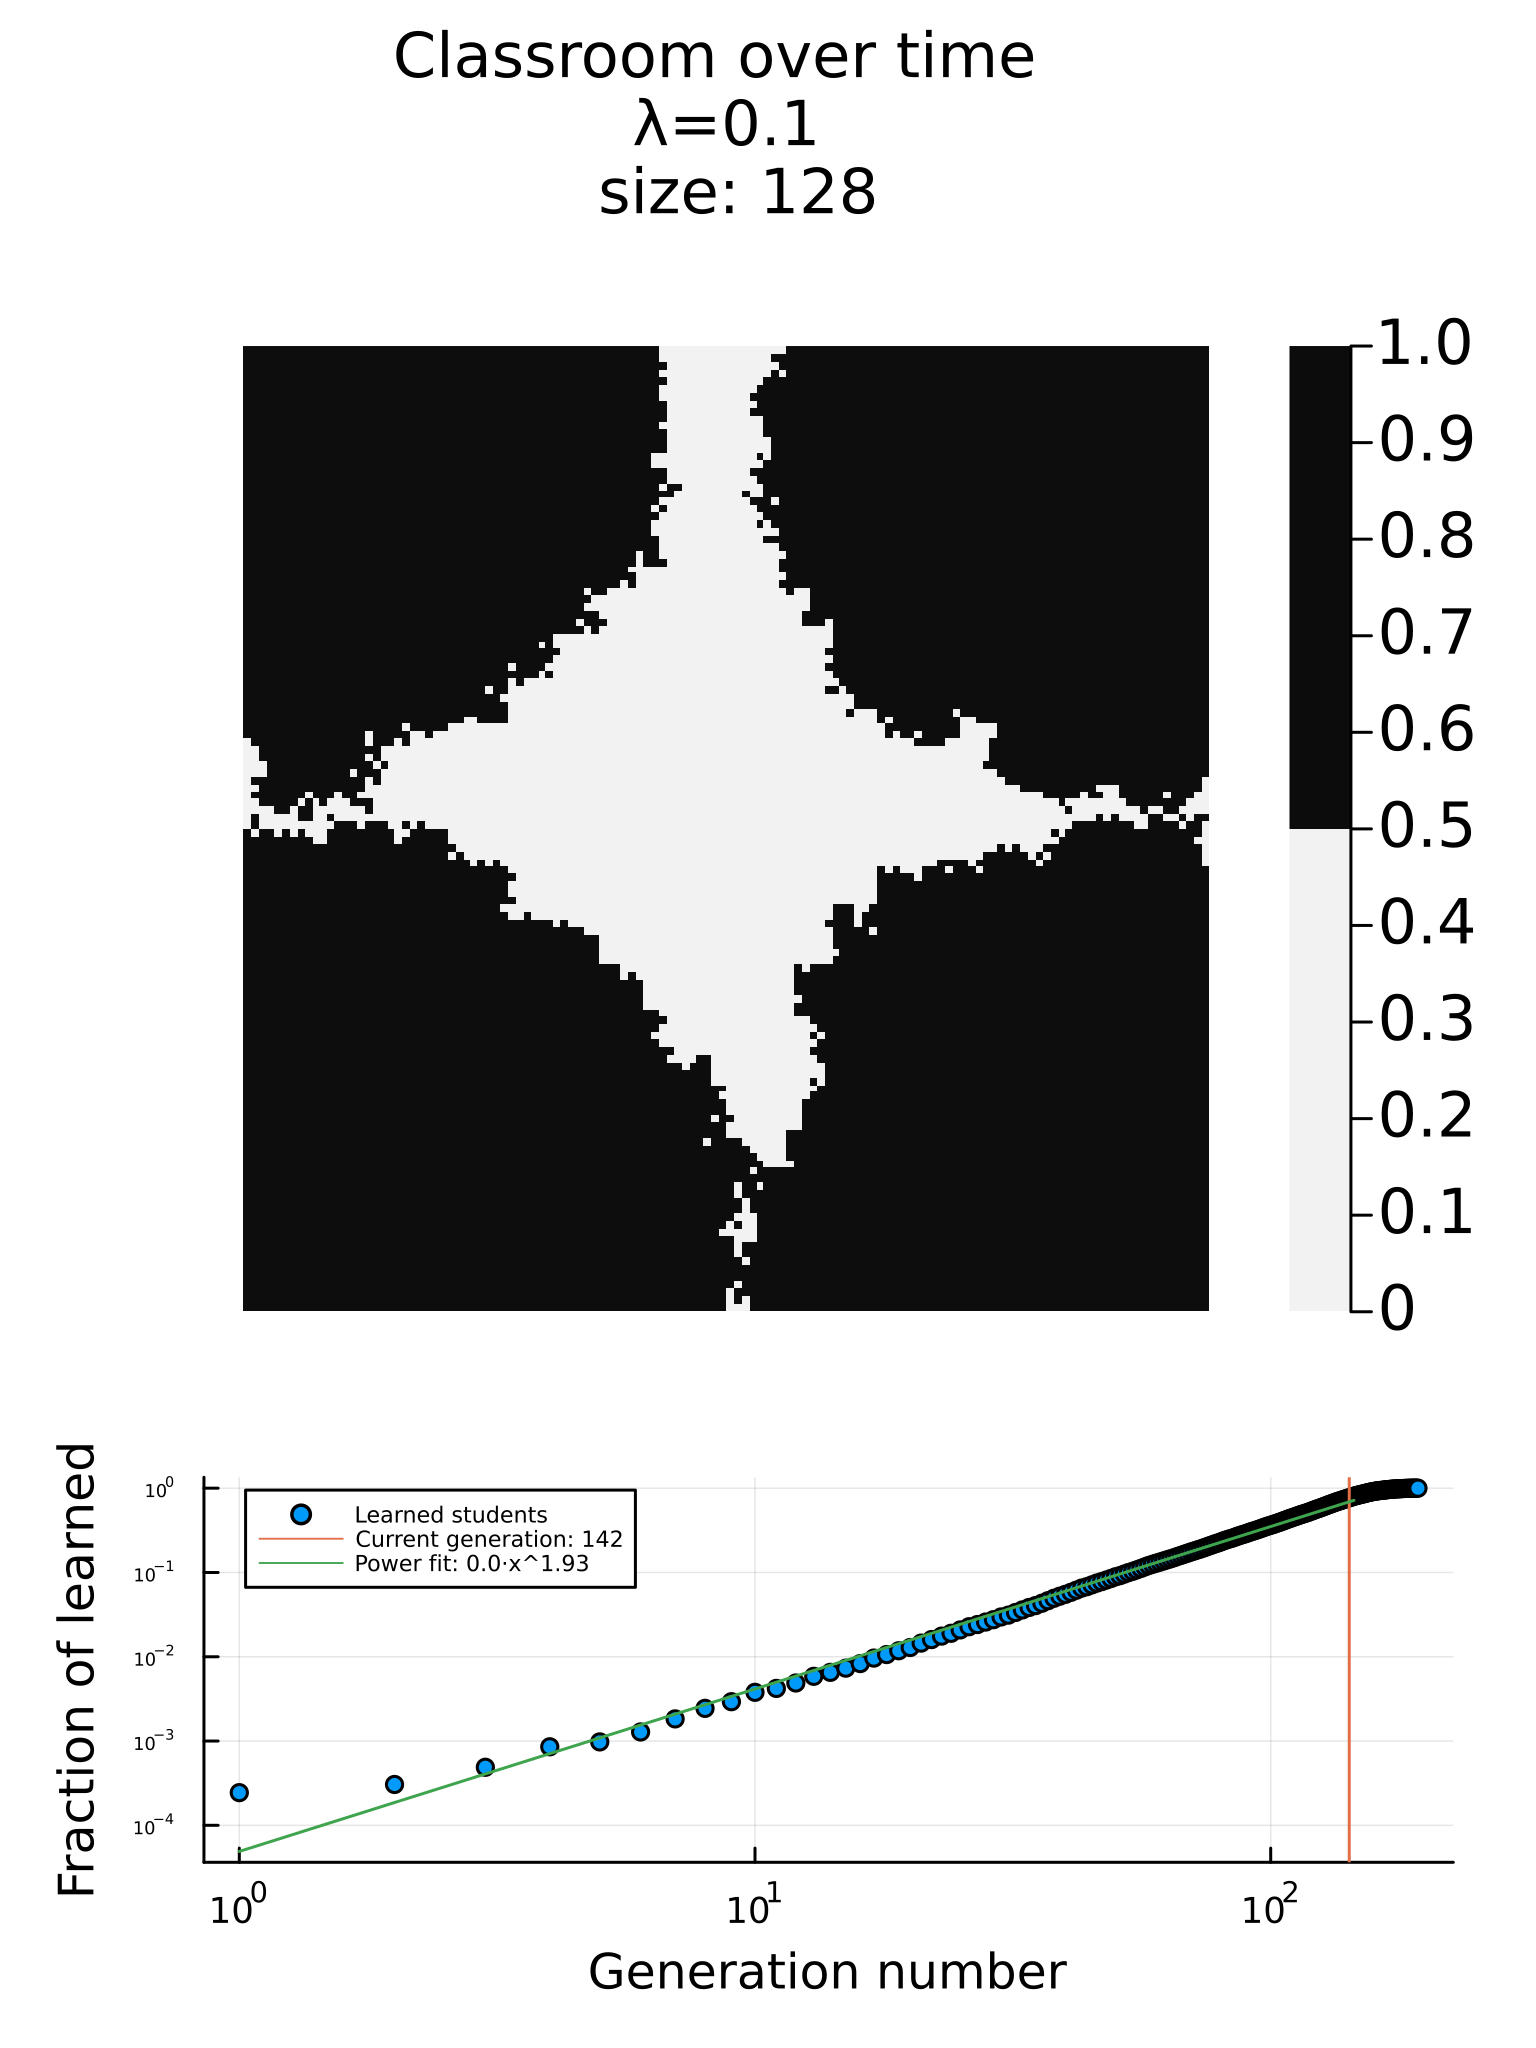 Classroom over time
λ=0.1
size: 128
1.0
0.9
0.8
0.7
0.6
0.5
0.4
0.3
0.2
0.1
0
Fraction of learned
10^0
10^-1
10^-2
10^-3
10^-4
Learned students
Current generation: 142
Power fit: 0.0·x^1.93
10^0 10^1 10^2
Generation number